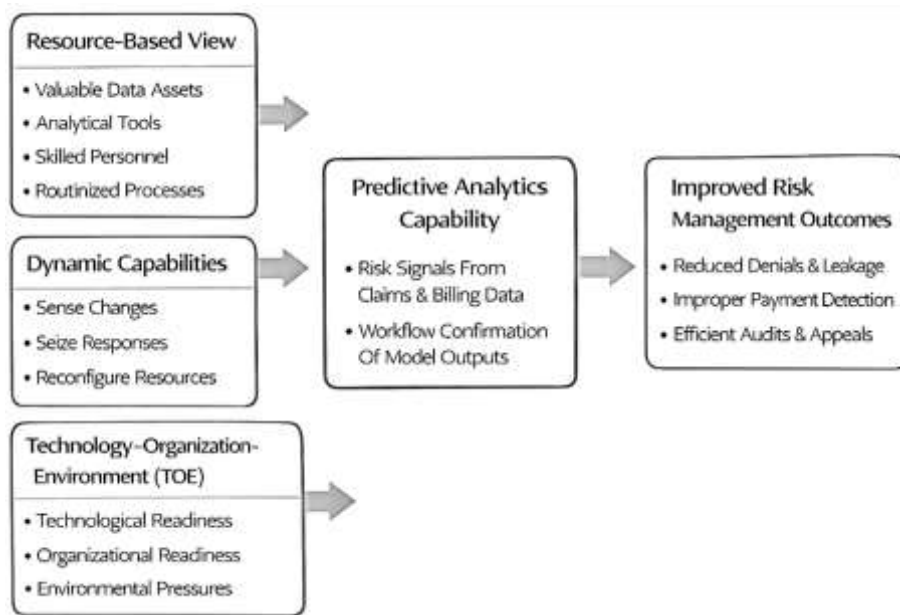 Resource-Based View
• Valuable Data Assets
• Analytical Tools
• Skilled Personnel
• Routinized Processes
Dynamic Capabilities
• Sense Changes
• Seize Responses
• Reconfigure Resources
Technology-Organization-
Environment (TOE)
• Technological Readiness
• Organizational Readiness
• Environmental Pressures
Predictive Analytics
Capability
• Risk Signals From
Claims & Billing Data
• Workflow Confirmation
Of Model Outputs
Improved Risk
Management Outcomes
• Reduced Denials & Leakage
• Improper Payment Detection
• Efficient Audits & Appeals